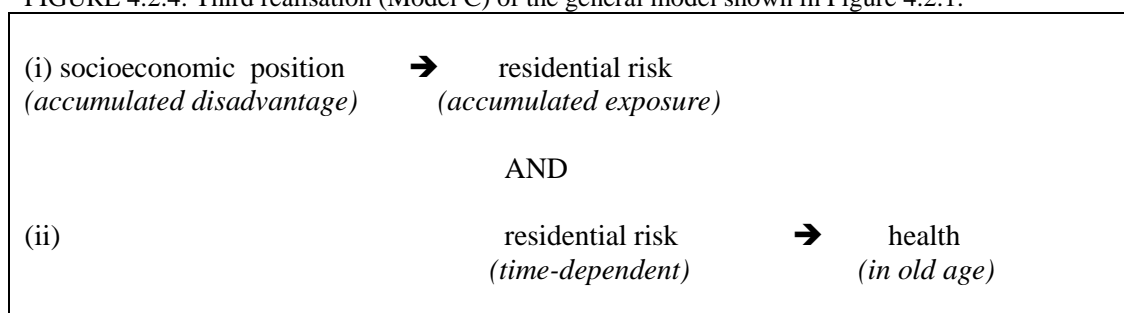 FIGURE 4.2.4: Third realisation (Model C) of the general model shown in Figure 4.2.1.
(i) socioeconomic position ➔ residential risk
(accumulated disadvantage) (accumulated exposure)
AND
(ii) residential risk ➔ health
(time-dependent) (in old age)